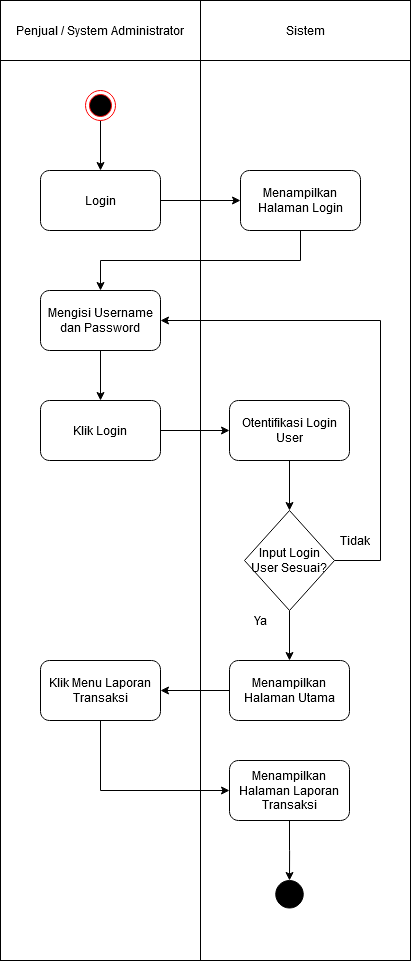 Penjual / System Administrator
Sistem
Login
Menampilkan
Halaman Login
Mengisi Username
dan Password
Klik Login
Otentifikasi Login
User
Input Login
User Sesuai?
Tidak
Ya
Klik Menu Laporan
Transaksi
Menampilkan
Halaman Utama
Menampilkan
Halaman Laporan
Transaksi